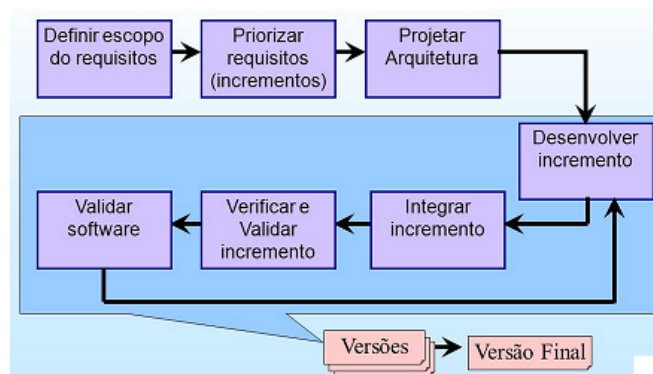 Definir escopo
do requisitos
Priorizar
requisitos
(incrementos)
Projetar
Arquitetura
Desenvolver
incremento
Validar
software
Verificar e
Validar
incremento
Integrar
incremento
Versões
Versão Final